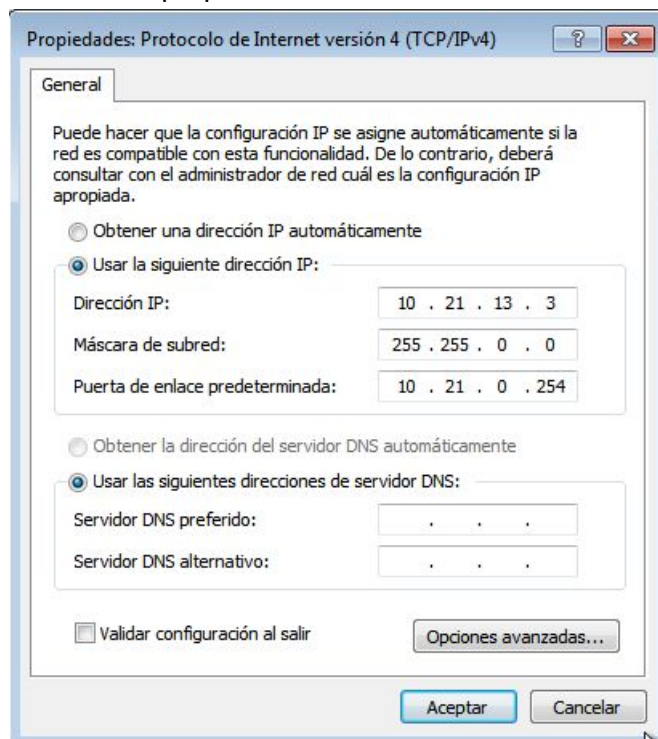 Propiedades: Protocolo de Internet versión 4 (TCP/IPv4)
General
Puede hacer que la configuración IP se asigne automáticamente si la
red es compatible con esta funcionalidad. De lo contrario, deberá
consultar con el administrador de red cuál es la configuración IP
apropiada.
Obtener una dirección IP automáticamente
Usar la siguiente dirección IP:
Dirección IP: 10 . 21 . 13 . 3
Máscara de subred: 255 . 255 . 0 . 0
Puerta de enlace predeterminada: 10 . 21 . 0 . 254
Obtener la dirección del servidor DNS automáticamente
Usar las siguientes direcciones de servidor DNS:
Servidor DNS preferido: . . .
Servidor DNS alternativo: . . .
Validar configuración al salir Opciones avanzadas...
Aceptar Cancelar